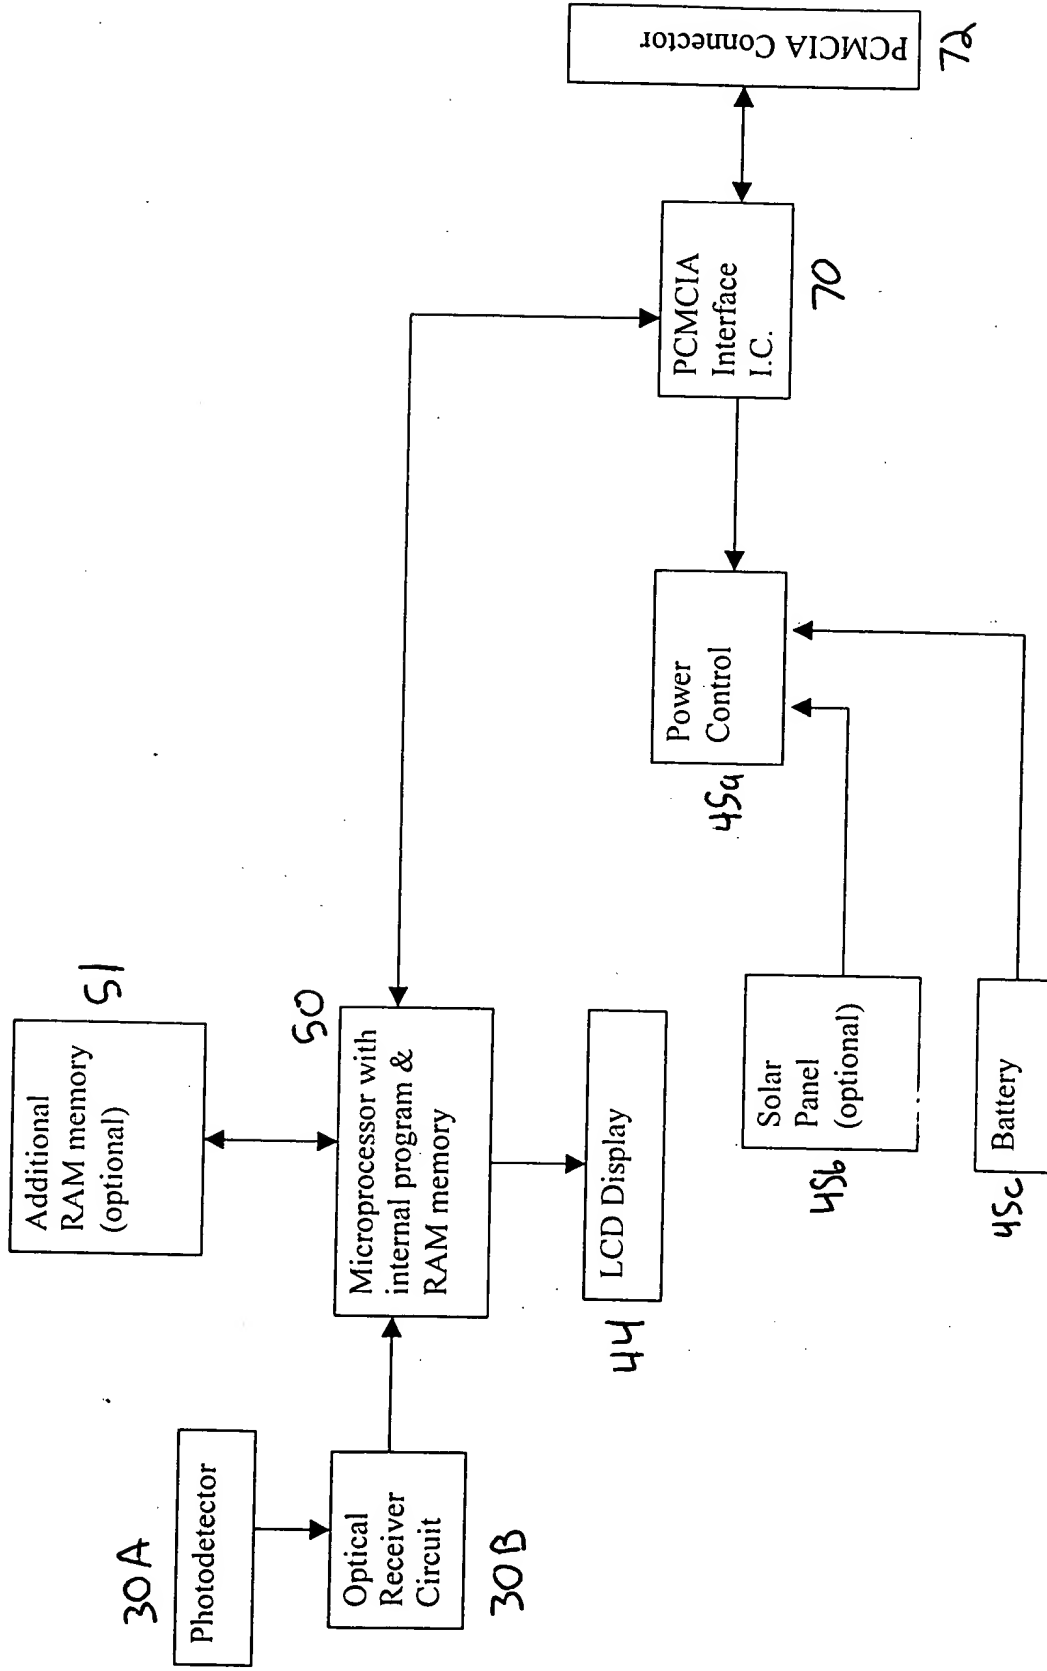 30A
Photodetector
Optical
Receiver
Circuit
30B
Additional
RAM memory
(optional)
51
50
Microprocessor with
internal program &
RAM memory
LCD Display
44
PCMCIA Connector
72
PCMCIA
Interface
I.C.
70
Power
Control
45a
Solar
Panel
(optional)
45b
Battery
45c